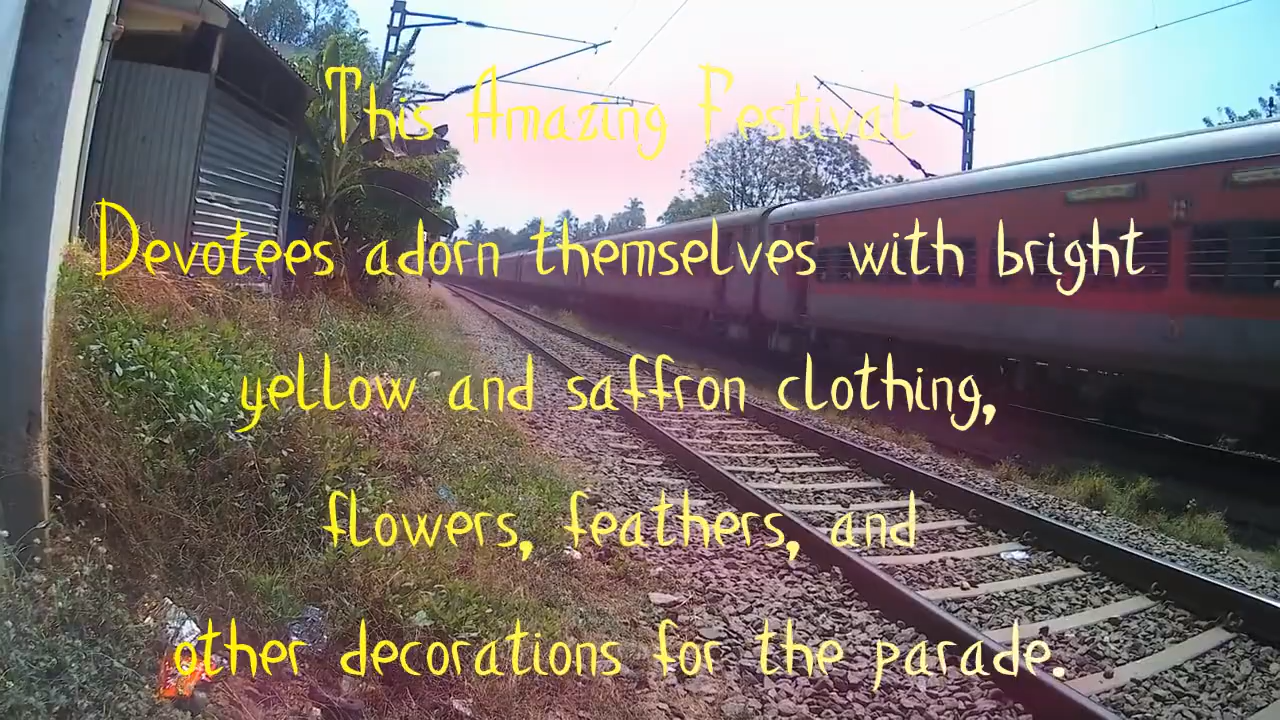 This Amazing Festival
Devotees adorn themselves with bright
yellow and saffron clothing,
flowers, feathers, and
other decorations for the parade.